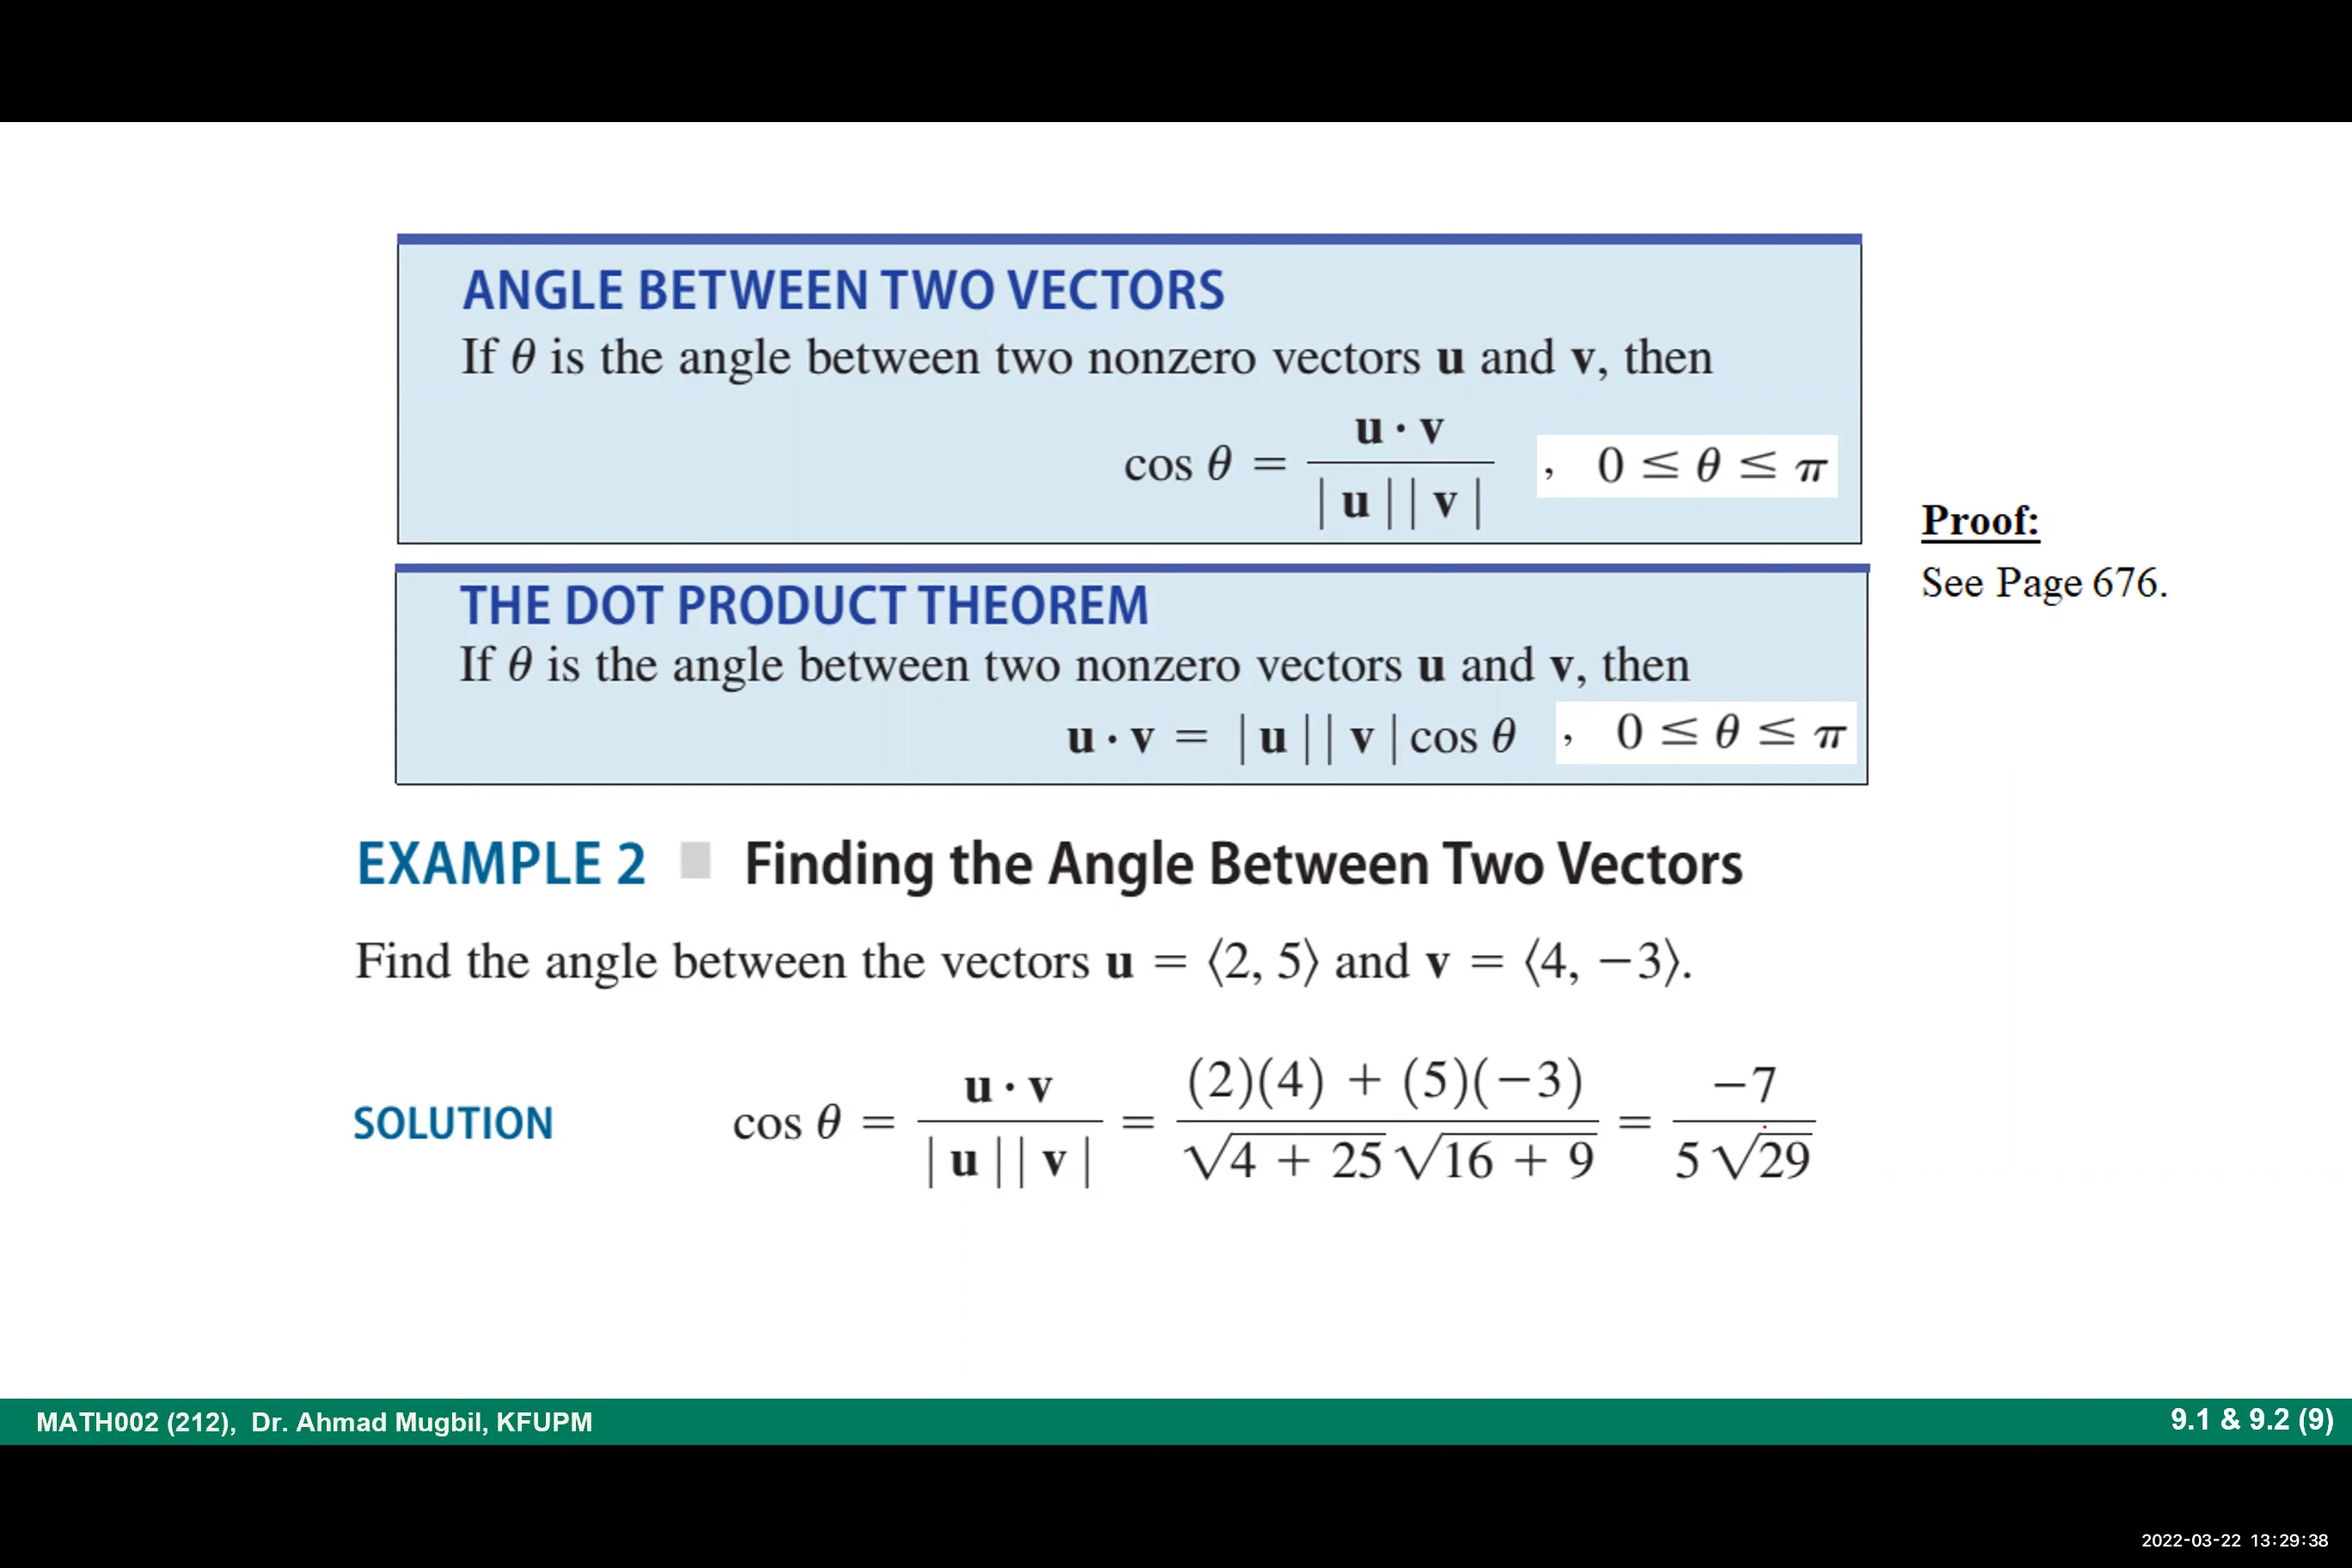 ANGLE BETWEEN TWO VECTORS
If θ is the angle between two nonzero vectors u and v, then
cos θ = u · v / |u||v| , 0 ≤ θ ≤ π
Proof:
See Page 676.
THE DOT PRODUCT THEOREM
If θ is the angle between two nonzero vectors u and v, then
u · v = |u||v| cos θ , 0 ≤ θ ≤ π
EXAMPLE 2 Finding the Angle Between Two Vectors
Find the angle between the vectors u = ⟨2, 5⟩ and v = ⟨4, −3⟩.
SOLUTION cos θ = u · v / |u||v| = (2)(4) + (5)(−3) / √(4 + 25) √(16 + 9) = −7 / 5√29
MATH002 (212), Dr. Ahmad Mugbil, KFUPM
9.1 & 9.2 (9)
2022-03-22 13:29:38